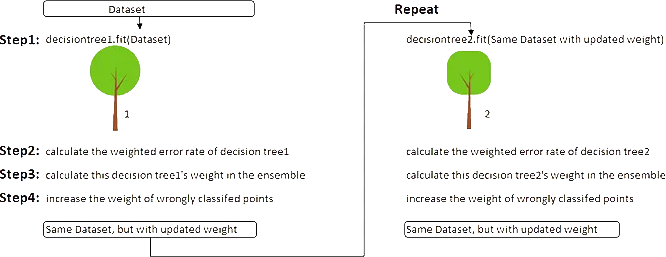 Dataset
Step1: decisiontree1.fit(Dataset)
1
Step2: calculate the weighted error rate of decision tree1
Step3: calculate this decision tree1's weight in the ensemble
Step4: increase the weight of wrongly classifed points
Same Dataset, but with updated weight
Repeat
decisiontree2.fit(Same Dataset with updated weight)
2
calculate the weighted error rate of decision tree2
calculate this decision tree2's weight in the ensemble
increase the weight of wrongly classifed points
Same Dataset, but with updated weight